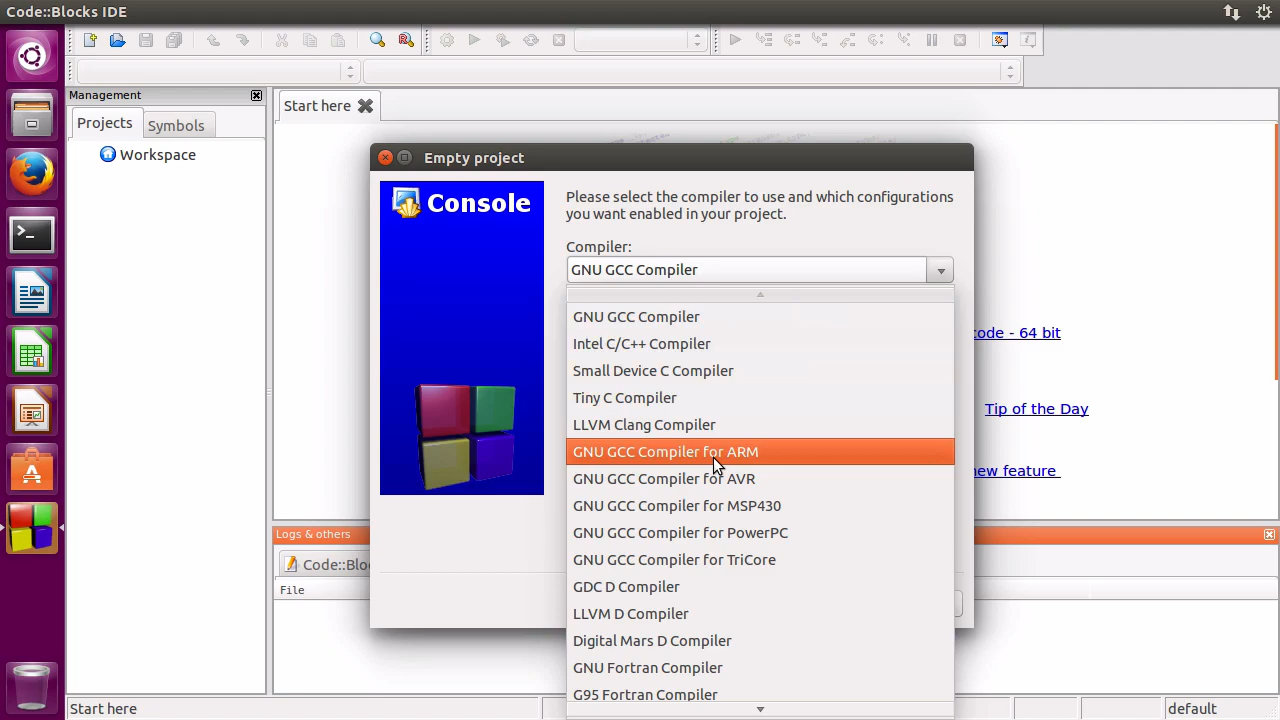 Code::Blocks IDE
Management
Projects
Symbols
Workspace
Start here
Empty project
Console
Please select the compiler to use and which configurations
you want enabled in your project.
Compiler:
GNU GCC Compiler
GNU GCC Compiler
Intel C/C++ Compiler
Small Device C Compiler
Tiny C Compiler
LLVM Clang Compiler
GNU GCC Compiler for ARM
GNU GCC Compiler for AVR
GNU GCC Compiler for MSP430
GNU GCC Compiler for PowerPC
GNU GCC Compiler for TriCore
GDC D Compiler
LLVM D Compiler
Digital Mars D Compiler
GNU Fortran Compiler
G95 Fortran Compiler
code - 64 bit
Tip of the Day
new feature
Logs & others
Code::Blo
File
Start here
default